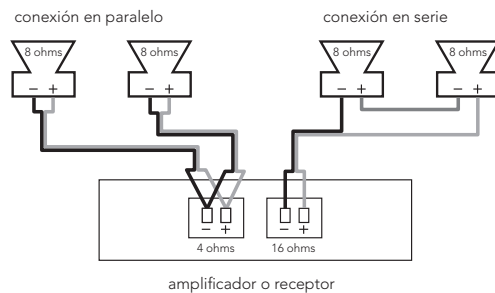 conexión en paralelo
conexión en serie
8 ohms
8 ohms
8 ohms
8 ohms
− +
− +
− +
− +
− +
− +
4 ohms
16 ohms
amplificador o receptor